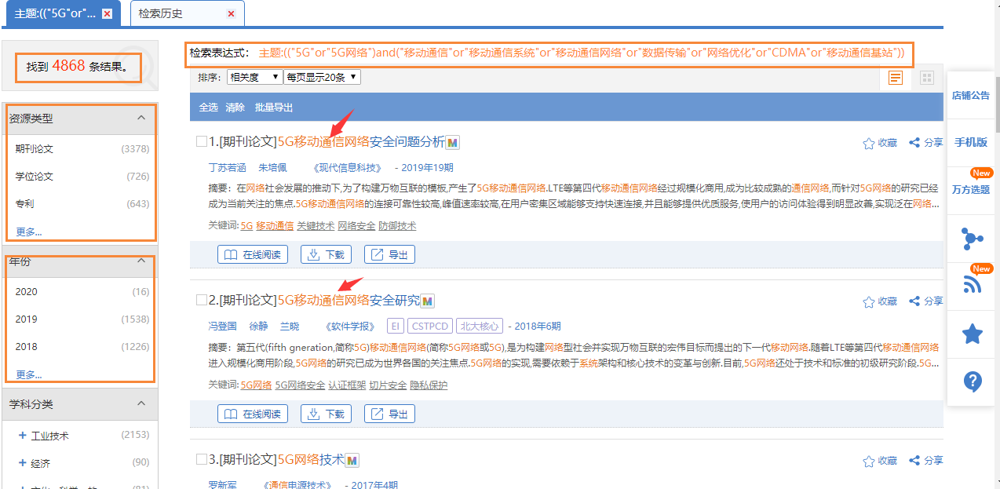 主题:(("5G"or"...
检索历史
找到 4868 条结果。
检索表达式： 主题:(("5G"or"5G网络")and("移动通信"or"移动通信系统"or"移动通信网络"or"数据传输"or"网络优化"or"CDMA"or"移动通信基站"))
排序： 相关度 每页显示20条
全选 清除 批量导出
资源类型
期刊论文 (3378)
学位论文 (726)
专利 (643)
更多...
年份
2020 (16)
2019 (1538)
2018 (1226)
更多...
学科分类
+ 工业技术 (2153)
+ 经济 (90)
1.[期刊论文]5G移动通信网络安全问题分析 M
收藏 分享
丁苏若涵 朱培佩 《现代信息科技》 - 2019年19期
摘要：在网络社会发展的推动下,为了构建万物互联的模板,产生了5G移动通信网络.LTE等第四代移动通信网络经过规模化商用,成为比较成熟的通信网络,而针对5G网络的研究已经
成为当前关注的焦点.5G移动通信网络的连接可靠性较高,峰值速率较高,在用户密集区域能够支持快速连接,并且能够提供优质服务,使用户的访问体验得到明显改善,实现泛在网络...
关键词: 5G 移动通信 关键技术 网络安全 防御技术
在线阅读 下载 导出
2.[期刊论文]5G移动通信网络安全研究 M
收藏 分享
冯登国 徐静 兰晓 《软件学报》 EI CSTPCD 北大核心 - 2018年6期
摘要：第五代(fifth gneration,简称5G)移动通信网络(简称5G网络或5G),是为构建网络型社会并实现万物互联的宏伟目标而提出的下一代移动网络.随着LTE等第四代移动通信网络
进入规模化商用阶段,5G网络的研究已成为世界各国的关注焦点.5G网络的实现,需要依赖于系统架构和核心技术的变革与创新.目前,5G网络还处于技术和标准的初级研究阶段.5G...
关键词: 5G网络 5G网络安全 认证框架 切片安全 隐私保护
在线阅读 下载 导出
3.[期刊论文]5G网络技术 M
收藏 分享
罗新军 《通信电源技术》 - 2017年4期
店铺公告
手机版
New
万方选题
New